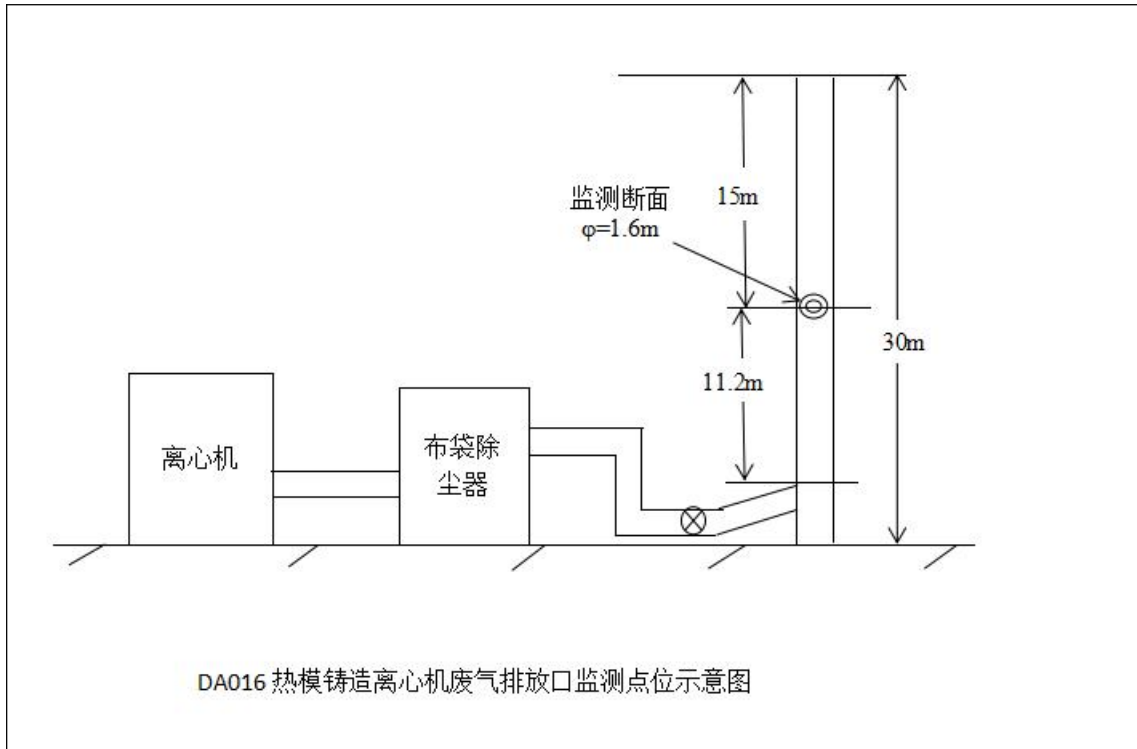 监测断面
φ=1.6m
15m
30m
11.2m
离心机
布袋除
尘器
DA016 热模铸造离心机废气排放口监测点位示意图